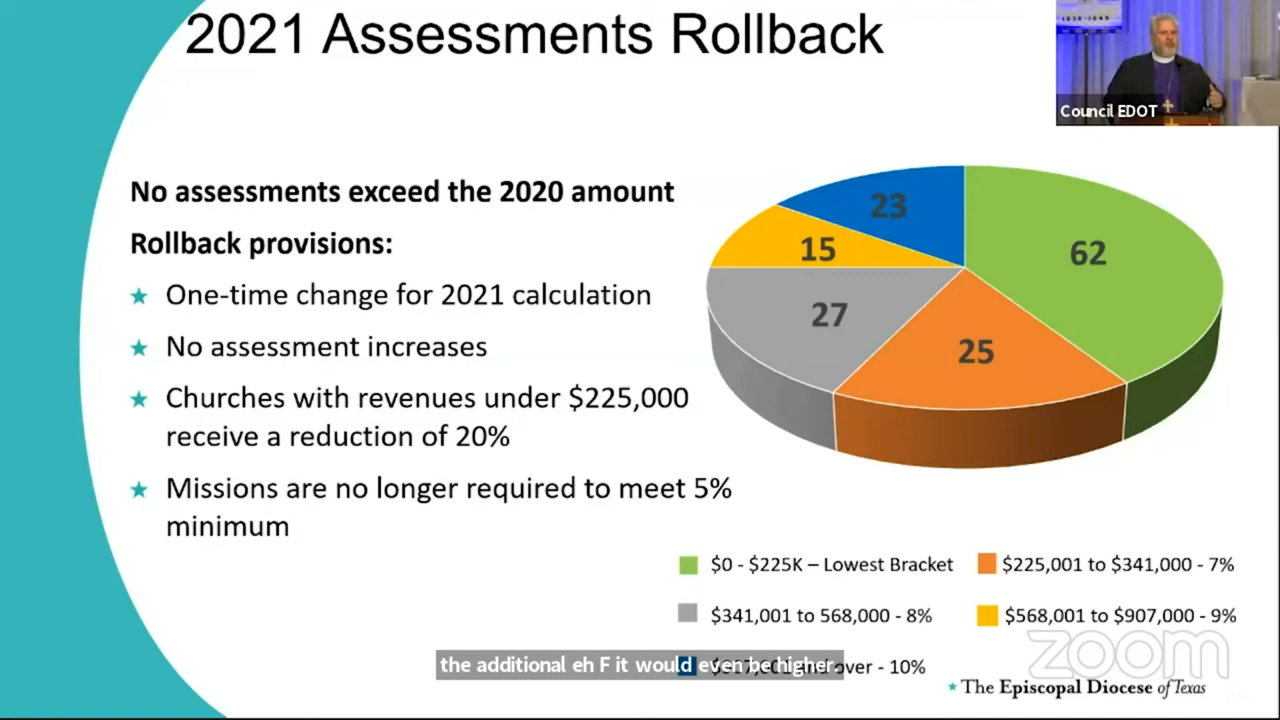 2021 Assessments Rollback
Council EDOT
No assessments exceed the 2020 amount
Rollback provisions:
★ One-time change for 2021 calculation
★ No assessment increases
★ Churches with revenues under $225,000
receive a reduction of 20%
★ Missions are no longer required to meet 5%
minimum
23
62
15
27
25
$0 - $225K – Lowest Bracket
$225,001 to $341,000 - 7%
$341,001 to 568,000 - 8%
$568,001 to $907,000 - 9%
over - 10%
the additional eh F it would even be higher.
zoom
The Episcopal Diocese of Texas